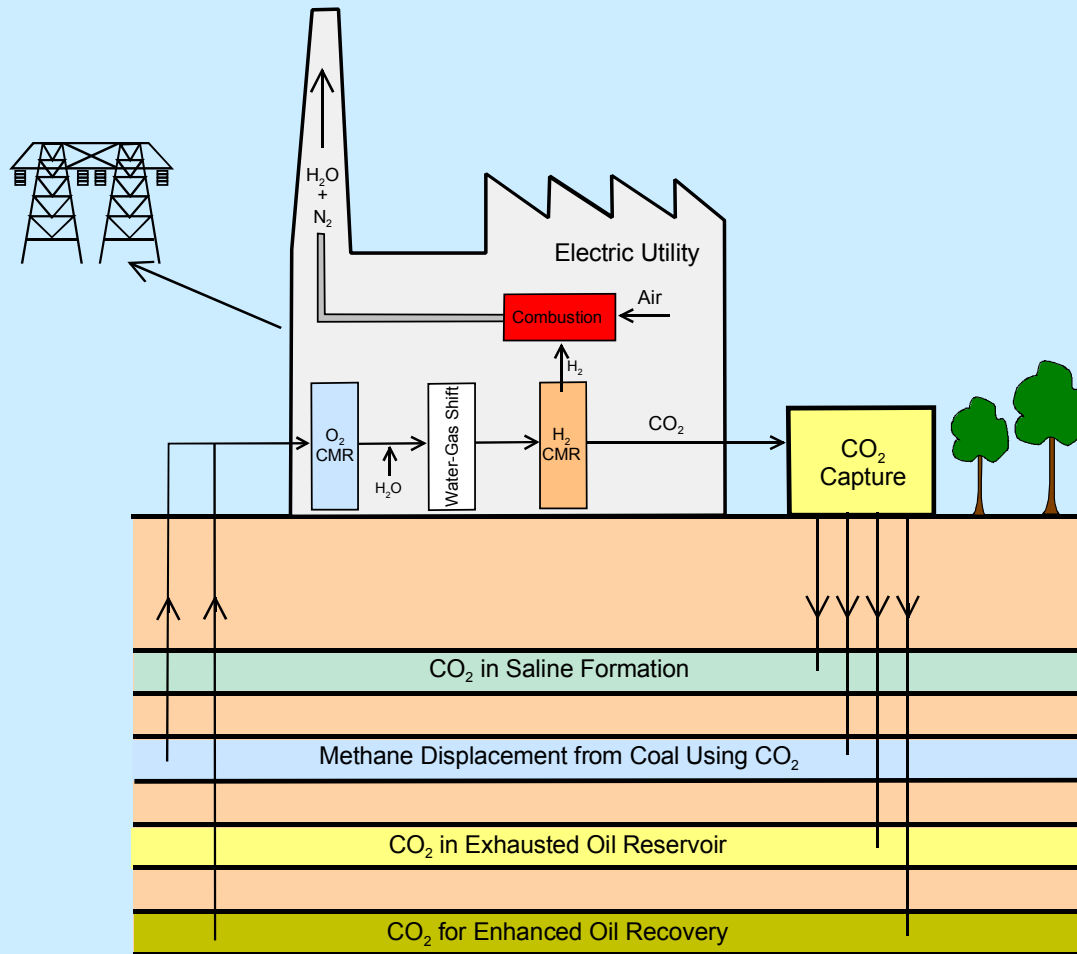 H₂O
+
N₂
Electric Utility
Air
Combustion
H₂
O₂
CMR
H₂O
Water-Gas Shift
H₂
CMR
CO₂
CO₂
Capture
CO₂ in Saline Formation
Methane Displacement from Coal Using CO₂
CO₂ in Exhausted Oil Reservoir
CO₂ for Enhanced Oil Recovery